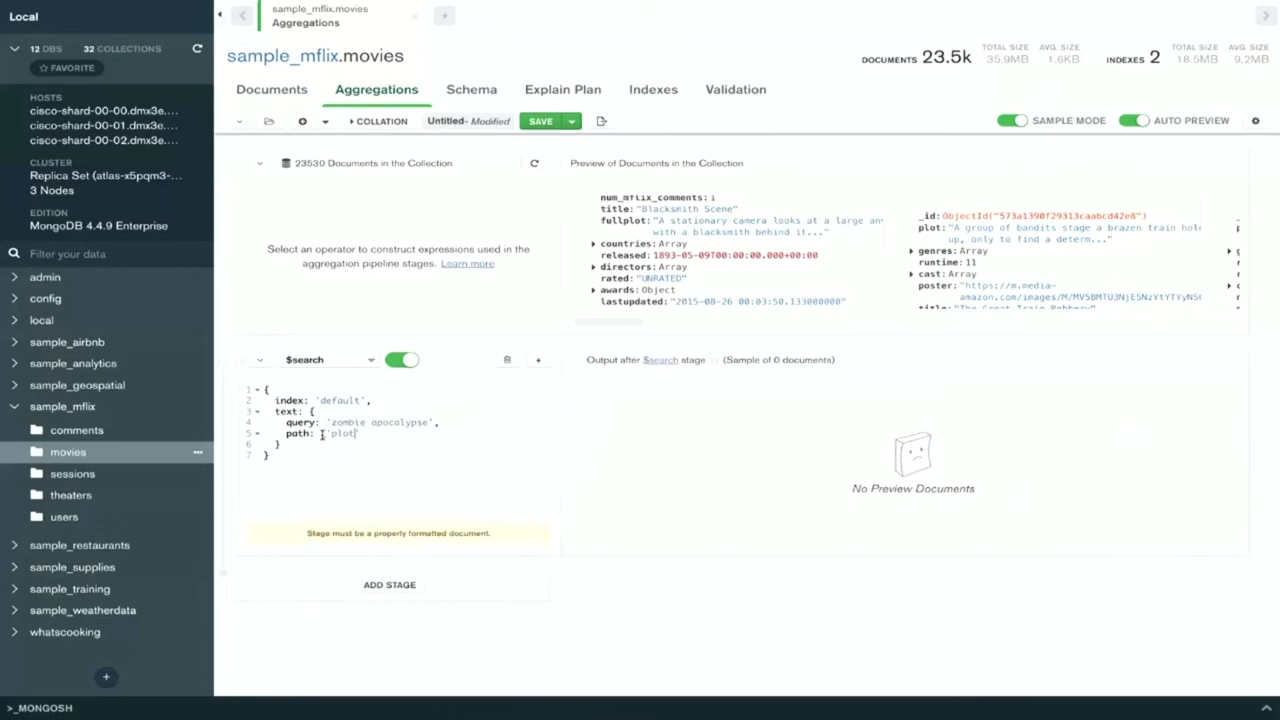 Local
12 DBS 32 COLLECTIONS
☆ FAVORITE
HOSTS
cisco-shard-00-00.dmx3e....
cisco-shard-00-01.dmx3e....
cisco-shard-00-02.dmx3e....
CLUSTER
Replica Set (atlas-x5pqm3-...
3 Nodes
EDITION
MongoDB 4.4.9 Enterprise
Filter your data
admin
config
local
sample_airbnb
sample_analytics
sample_geospatial
sample_mflix
comments
movies
sessions
theaters
users
sample_restaurants
sample_supplies
sample_training
sample_weatherdata
whatscooking
>_MONGOSH
sample_mflix.movies
Aggregations
sample_mflix.movies
DOCUMENTS 23.5k TOTAL SIZE 35.9MB AVG. SIZE 1.6KB INDEXES 2 TOTAL SIZE 18.5MB AVG. SIZE 9.2MB
Documents Aggregations Schema Explain Plan Indexes Validation
COLLATION Untitled- Modified SAVE SAMPLE MODE AUTO PREVIEW
23530 Documents in the Collection
Preview of Documents in the Collection
Select an operator to construct expressions used in the
aggregation pipeline stages. Learn more
num_mflix_comments: 1
title: "Blacksmith Scene"
fullplot: "A stationary camera looks at a large an
with a blacksmith behind it..."
countries: Array
released: 1893-05-09T00:00:00.000+00:00
directors: Array
rated: "UNRATED"
awards: Object
lastupdated: "2015-08-26 00:03:50.133000000"
_id: ObjectId("573a1390f29313caabcd42e8")
plot: "A group of bandits stage a brazen train hol
up, only to find a determ..."
genres: Array
runtime: 11
cast: Array
poster: "https://m.media-
amazon.com/images/M/MV5BMTU3NjE5NzYtYTYyNS
title: "The Great Train Robbery"
$search
Output after $search stage (Sample of 0 documents)
1 {
2 index: 'default',
3 text: {
4 query: 'zombie apocalypse',
5 path: 'plot'
6 }
7 }
Stage must be a properly formatted document.
No Preview Documents
ADD STAGE